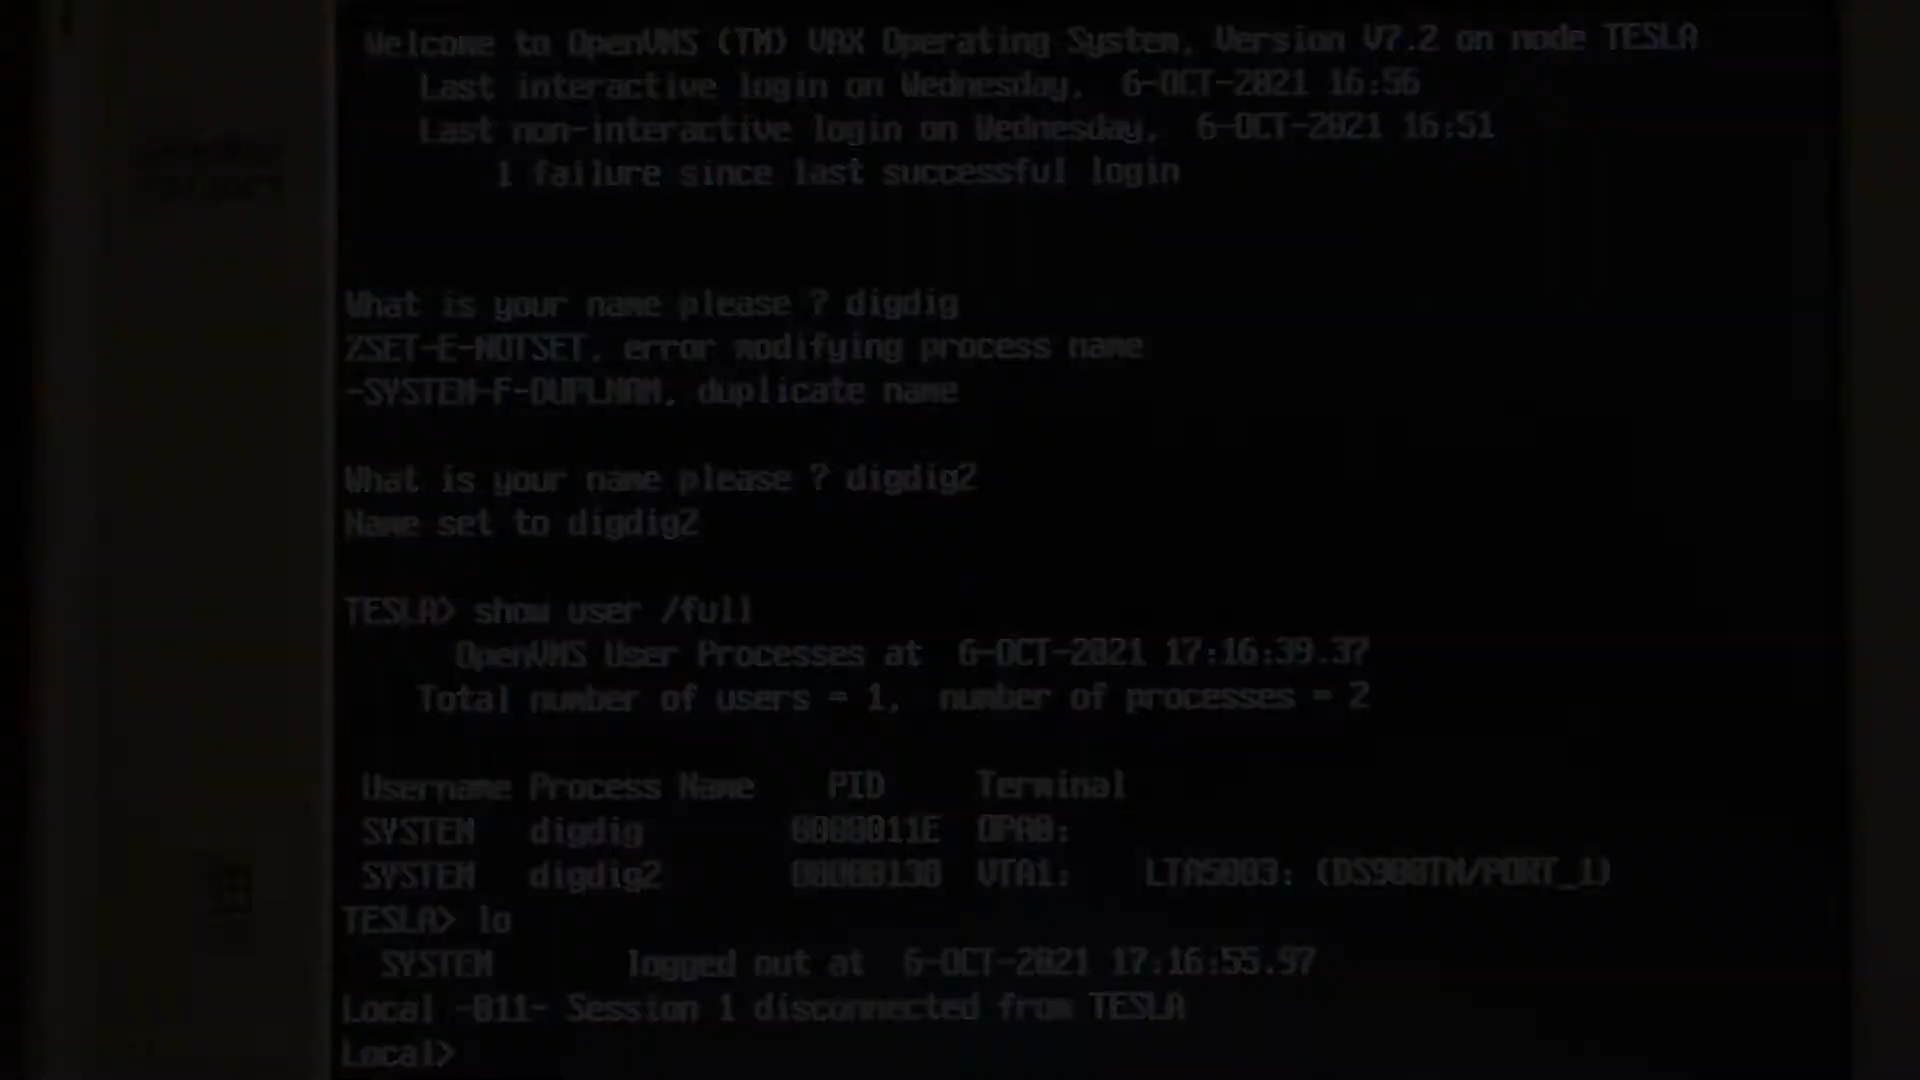 Welcome to OpenVMS (TM) VAX Operating System, Version V7.2 on node TESLA
Last interactive login on Wednesday, 6-OCT-2021 16:56
Last non-interactive login on Wednesday, 6-OCT-2021 16:51
1 failure since last successful login
What is your name please ? digdig
%SET-E-NOTSET, error modifying process name
-SYSTEM-F-DUPLNAM, duplicate name
What is your name please ? digdig2
Name set to digdig2
TESLA> show user /full
OpenVMS User Processes at 6-OCT-2021 17:16:39.37
Total number of users = 1, number of processes = 2
Username Process Name PID Terminal
SYSTEM digdig 0000011E OPA0:
SYSTEM digdig2 00000130 VTA1: LTA5003: (DS900TM/PORT_1)
TESLA> lo
SYSTEM logged out at 6-OCT-2021 17:16:55.97
Local -011- Session 1 disconnected from TESLA
Local>